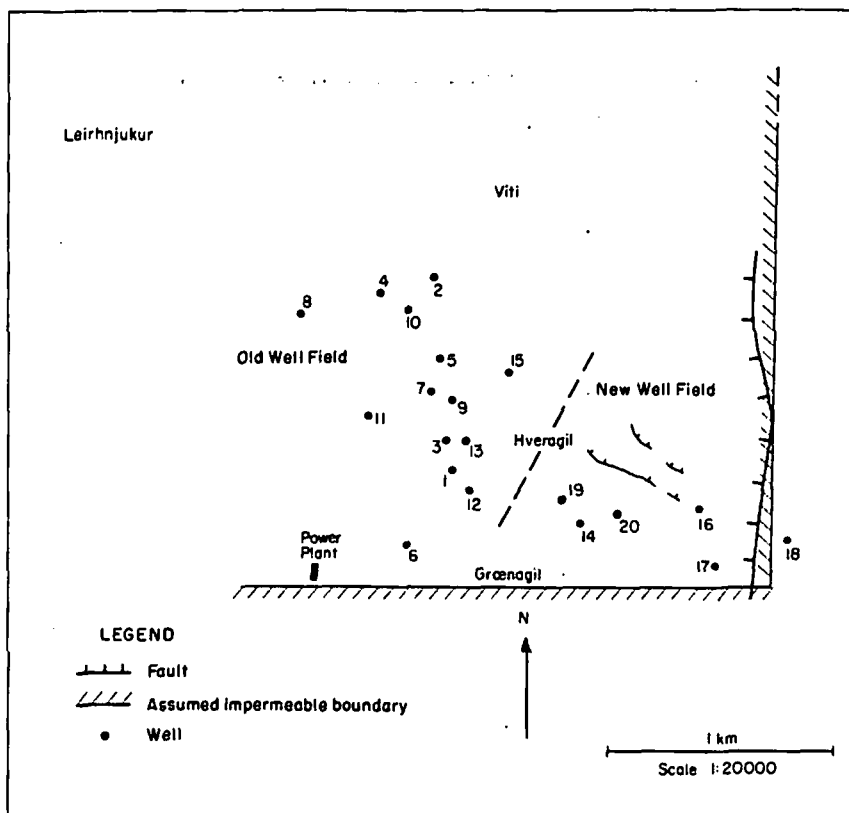 Leirhnjukur
Viti
2
4
8
10
Old Well Field
5
15
7
9
New Well Field
11
3
13
Hveragil
1
12
19
14
20
16
6
Power
Plant
Grœnagil
17
18
N
LEGEND
Fault
Assumed impermeable boundary
Well
1 km
Scale 1:20000